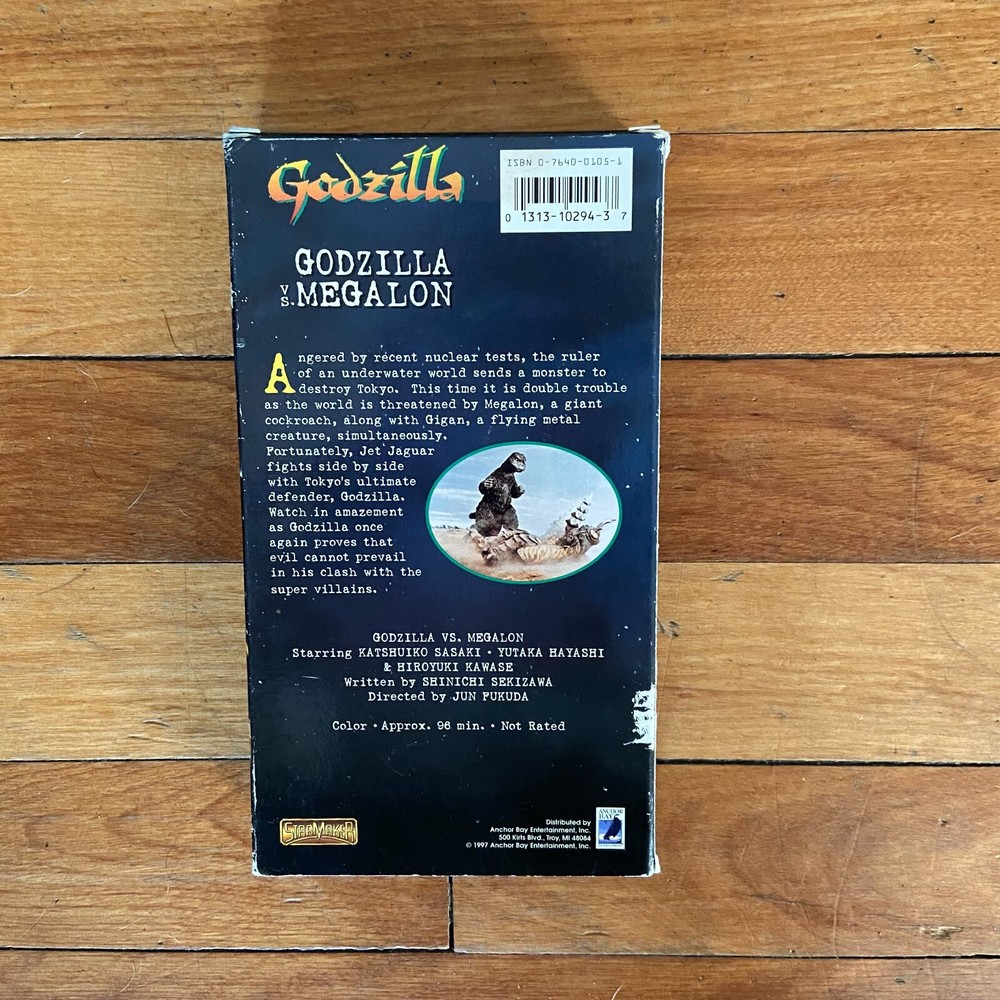 Godzilla
ISBN 0-7640-0105-1
0 1313-10294-3 7
GODZILLA
VS. MEGALON
Angered by recent nuclear tests, the ruler
of an underwater world sends a monster to
destroy Tokyo. This time it is double trouble
as the world is threatened by Megalon, a giant
cockroach, along with Gigan, a flying metal
creature, simultaneously.
Fortunately, Jet Jaguar
fights side by side
with Tokyo's ultimate
defender, Godzilla.
Watch in amazement
as Godzilla once
again proves that
evil cannot prevail
in his clash with the
super villains.
GODZILLA VS. MEGALON
Starring KATSHUIKO SASAKI • YUTAKA HAYASHI
& HIROYUKI KAWASE
Written by SHINICHI SEKIZAWA
Directed by JUN FUKUDA
Color • Approx. 96 min. • Not Rated
STARMAKER
Distributed by
Anchor Bay Entertainment, Inc.
500 Kirts Blvd., Troy, MI 48084
© 1997 Anchor Bay Entertainment, Inc.
ANCHOR
BAY